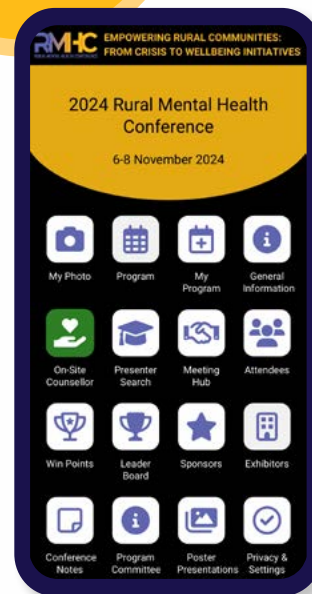 RMHC
EMPOWERING RURAL COMMUNITIES:
FROM CRISIS TO WELLBEING INITIATIVES
2024 Rural Mental Health
Conference
6-8 November 2024
My Photo
Program
My
Program
General
Information
On-Site
Counsellor
Presenter
Search
Meeting
Hub
Attendees
Win Points
Leader
Board
Sponsors
Exhibitors
Conference
Notes
Program
Committee
Poster
Presentations
Privacy &
Settings